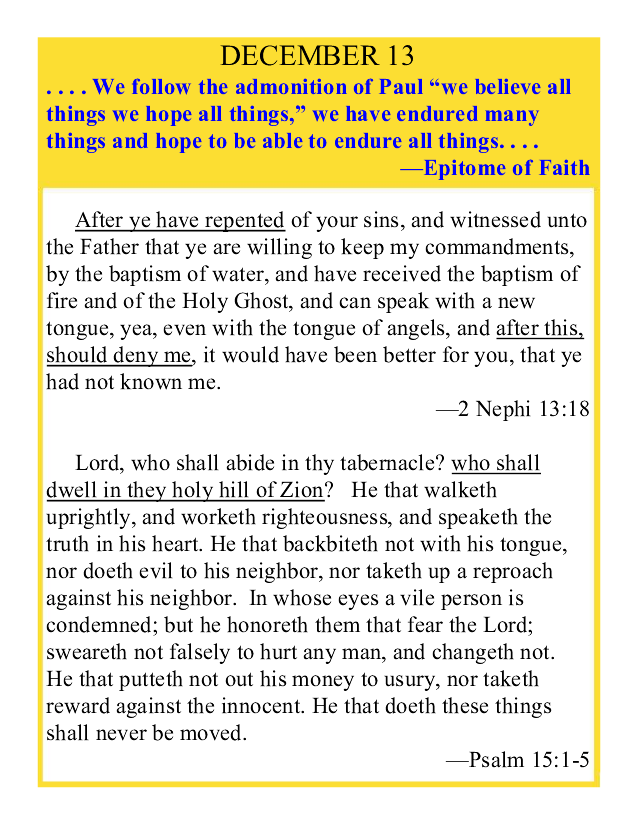 DECEMBER 13
. . . . We follow the admonition of Paul “we believe all
things we hope all things,” we have endured many
things and hope to be able to endure all things. . . .
—Epitome of Faith
After ye have repented of your sins, and witnessed unto
the Father that ye are willing to keep my commandments,
by the baptism of water, and have received the baptism of
fire and of the Holy Ghost, and can speak with a new
tongue, yea, even with the tongue of angels, and after this,
should deny me, it would have been better for you, that ye
had not known me.
—2 Nephi 13:18
Lord, who shall abide in thy tabernacle? who shall
dwell in they holy hill of Zion? He that walketh
uprightly, and worketh righteousness, and speaketh the
truth in his heart. He that backbiteth not with his tongue,
nor doeth evil to his neighbor, nor taketh up a reproach
against his neighbor. In whose eyes a vile person is
condemned; but he honoreth them that fear the Lord;
sweareth not falsely to hurt any man, and changeth not.
He that putteth not out his money to usury, nor taketh
reward against the innocent. He that doeth these things
shall never be moved.
—Psalm 15:1-5